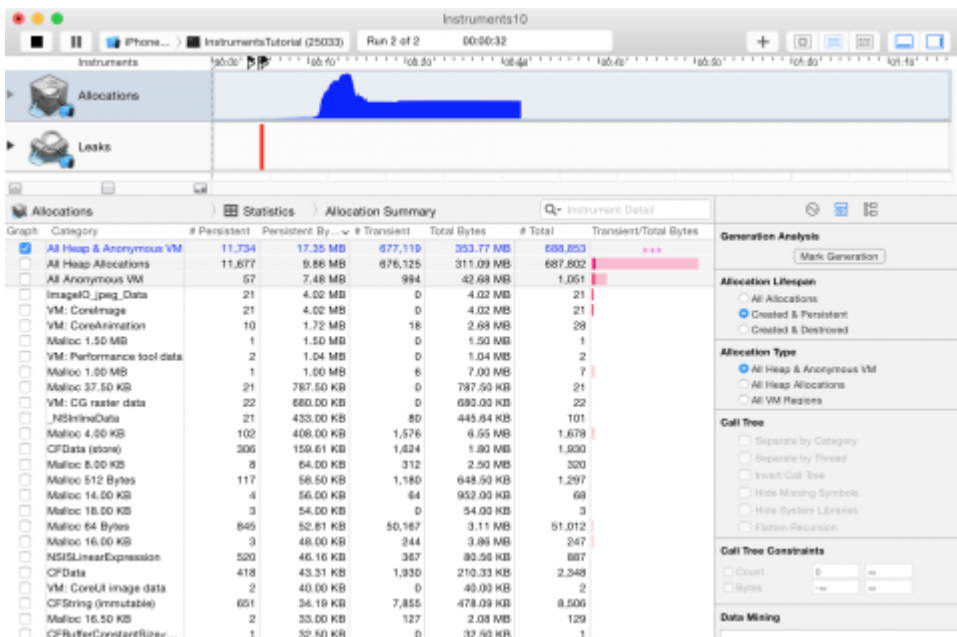 Instruments10
iPhone... InstrumentsTutorial (25033) Run 2 of 2 00:00:32
Instruments
Allocations
Leaks
Allocations Statistics Allocation Summary Instrument Detail
Graph Category # Persistent Persistent By... # Transient Total Bytes # Total Transient/Total Bytes
All Heap & Anonymous VM 11,734 17.35 MB 677,119 353.77 MB 688,853
All Heap Allocations 11,677 9.86 MB 676,125 311.09 MB 687,802
All Anonymous VM 57 7.48 MB 994 42.68 MB 1,051
ImageIO_jpeg_Data 21 4.02 MB 0 4.02 MB 21
VM: CoreImage 21 4.02 MB 0 4.02 MB 21
VM: CoreAnimation 10 1.72 MB 18 2.68 MB 28
Malloc 1.50 MB 1 1.50 MB 0 1.50 MB 1
VM: Performance tool data 2 1.04 MB 0 1.04 MB 2
Malloc 1.00 MB 1 1.00 MB 6 7.00 MB 7
Malloc 37.50 KB 21 787.50 KB 0 787.50 KB 21
VM: CG raster data 22 680.00 KB 0 680.00 KB 22
_NSInlineData 21 433.00 KB 80 445.64 KB 101
Malloc 4.00 KB 102 408.00 KB 1,576 6.55 MB 1,678
CFData (store) 306 159.61 KB 1,624 1.80 MB 1,930
Malloc 8.00 KB 8 64.00 KB 312 2.50 MB 320
Malloc 512 Bytes 117 58.50 KB 1,180 648.50 KB 1,297
Malloc 14.00 KB 4 56.00 KB 64 952.00 KB 68
Malloc 18.00 KB 3 54.00 KB 0 54.00 KB 3
Malloc 64 Bytes 845 52.81 KB 50,167 3.11 MB 51,012
Malloc 16.00 KB 3 48.00 KB 244 3.86 MB 247
NSISLinearExpression 520 46.16 KB 367 80.56 KB 887
CFData 418 43.31 KB 1,930 210.33 KB 2,348
VM: CoreUI image data 2 40.00 KB 0 40.00 KB 2
CFString (immutable) 651 34.19 KB 7,855 478.09 KB 8,506
Malloc 16.50 KB 2 33.00 KB 127 2.08 MB 129
1 32.50 KB 0 32.50 KB 1
Generation Analysis
Mark Generation
Allocation Lifespan
All Allocations
Created & Persistent
Created & Destroyed
Allocation Type
All Heap & Anonymous VM
All Heap Allocations
All VM Regions
Call Tree
Separate by Category
Separate by Thread
Invert Call Tree
Hide Missing Symbols
Hide System Libraries
Flatten Recursion
Call Tree Constraints
Count 0 ∞
Bytes -∞ ∞
Data Mining